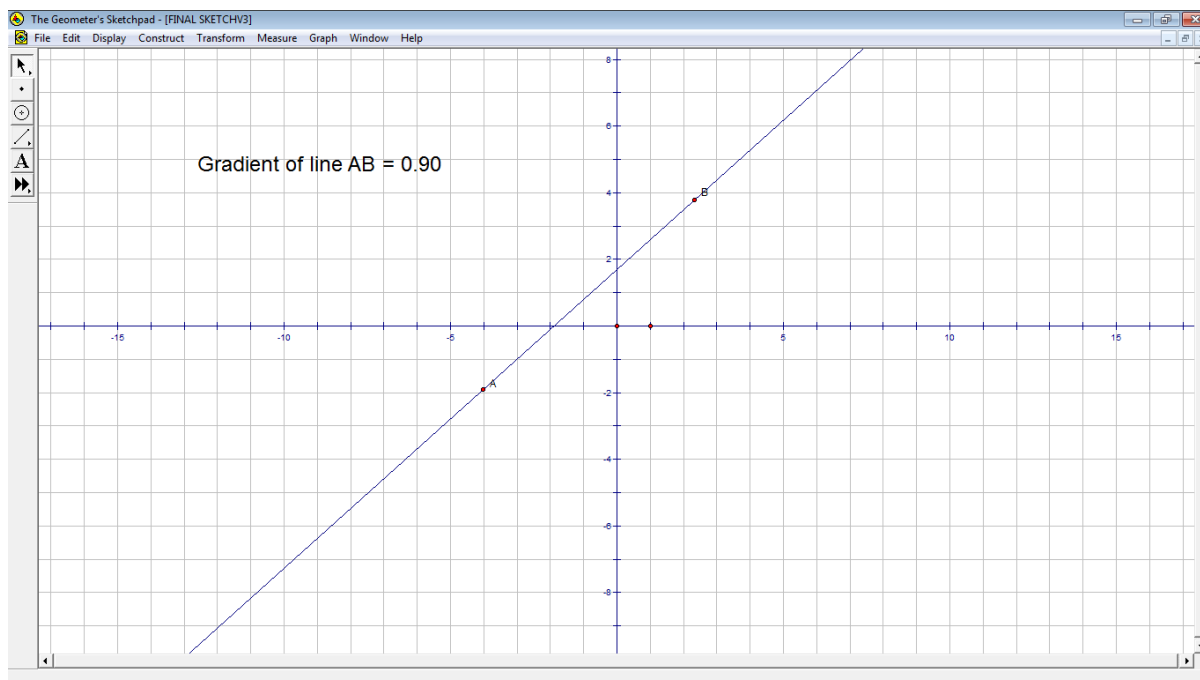 The Geometer's Sketchpad - [FINAL SKETCHV3]
File Edit Display Construct Transform Measure Graph Window Help
A
8
6
Gradient of line AB = 0.90
B
4
2
-15 -10 -5 5 10 15
A
-2
-4
-6
-8